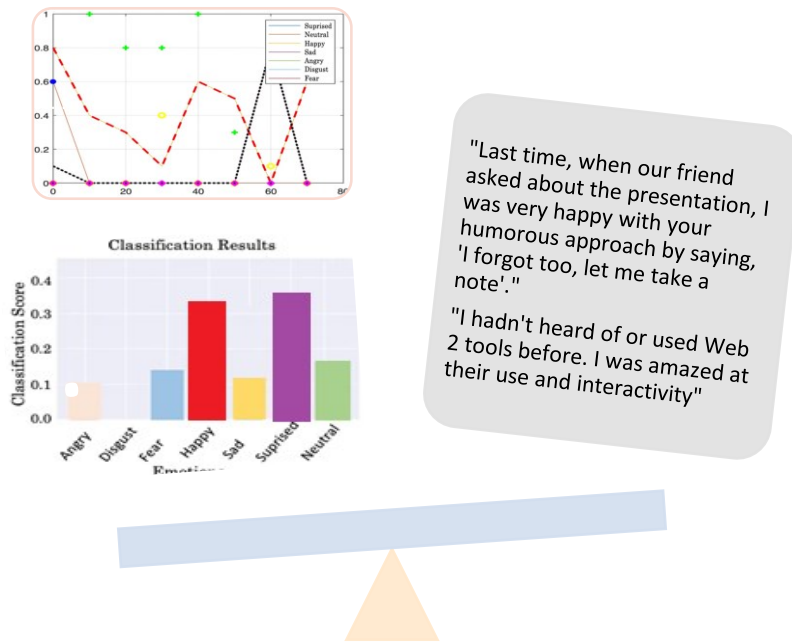 1
0.8
0.6
0.4
0.2
0
0 10 20 30 40 50 60 70 80
Suprised
Neutral
Happy
Sad
Angry
Disgust
Fear
Classification Results
Classification Score
0.4
0.3
0.2
0.1
0.0
Angry Disgust Fear Happy Sad Suprised Neutral
"Last time, when our friend
asked about the presentation, I
was very happy with your
humorous approach by saying,
'I forgot too, let me take a
note'."
"I hadn't heard of or used Web
2 tools before. I was amazed at
their use and interactivity"